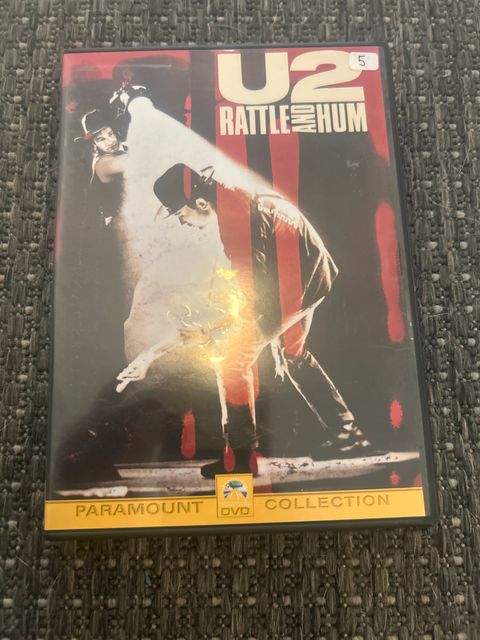 U2
5
RATTLE AND HUM
PARAMOUNT DVD COLLECTION